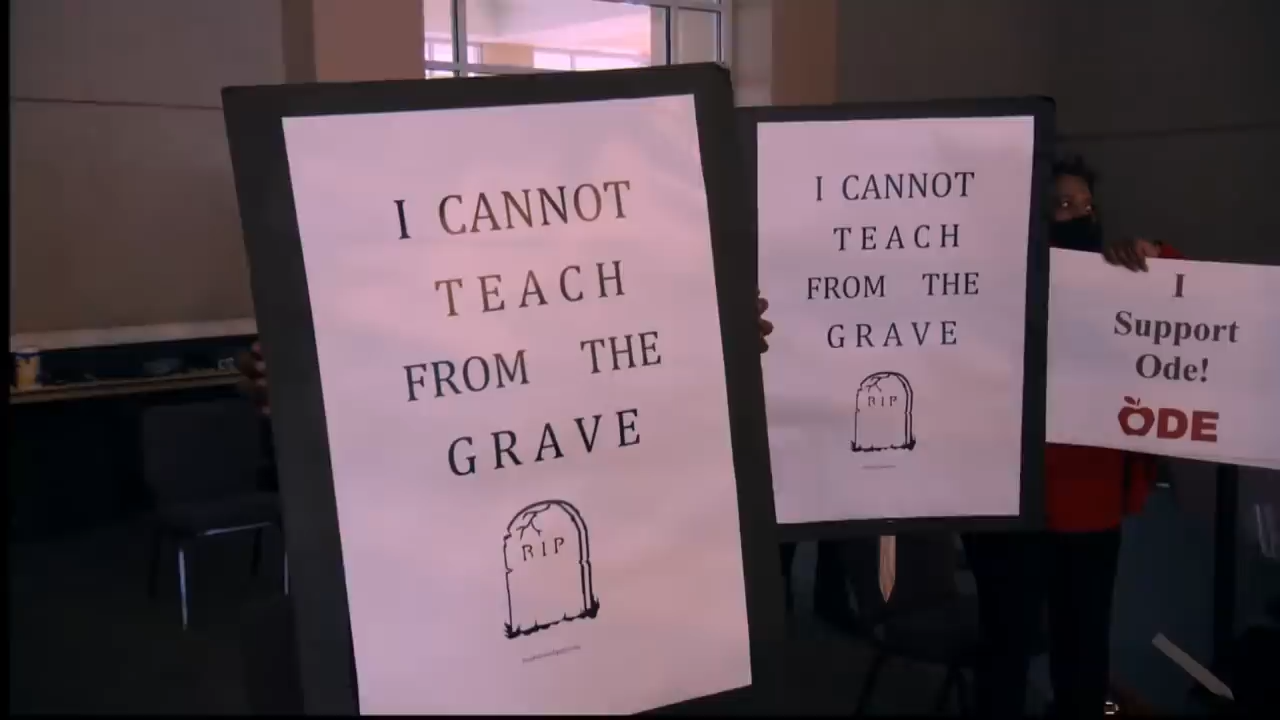 I CANNOT
TEACH
FROM THE
GRAVE
RIP
I CANNOT
TEACH
FROM THE
GRAVE
RIP
I
Support
Ode!
ODE